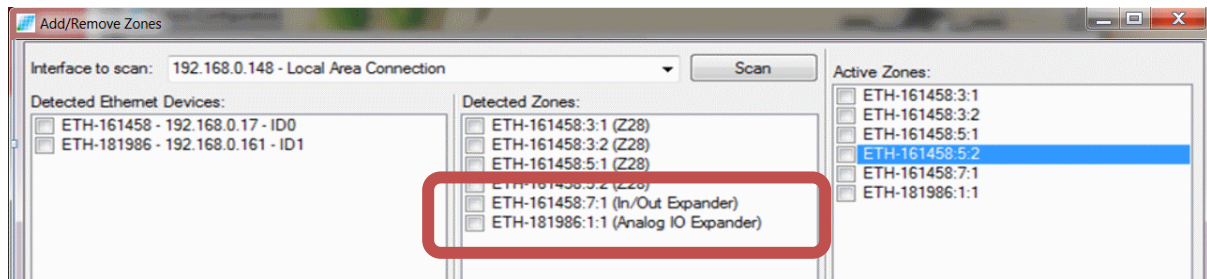 Add/Remove Zones
Interface to scan: 192.168.0.148 - Local Area Connection Scan
Detected Ethernet Devices:
ETH-161458 - 192.168.0.17 - ID0
ETH-181986 - 192.168.0.161 - ID1
Detected Zones:
ETH-161458:3:1 (Z28)
ETH-161458:3:2 (Z28)
ETH-161458:5:1 (Z28)
ETH-161458:5:2 (Z28)
ETH-161458:7:1 (In/Out Expander)
ETH-181986:1:1 (Analog IO Expander)
Active Zones:
ETH-161458:3:1
ETH-161458:3:2
ETH-161458:5:1
ETH-161458:5:2
ETH-161458:7:1
ETH-181986:1:1